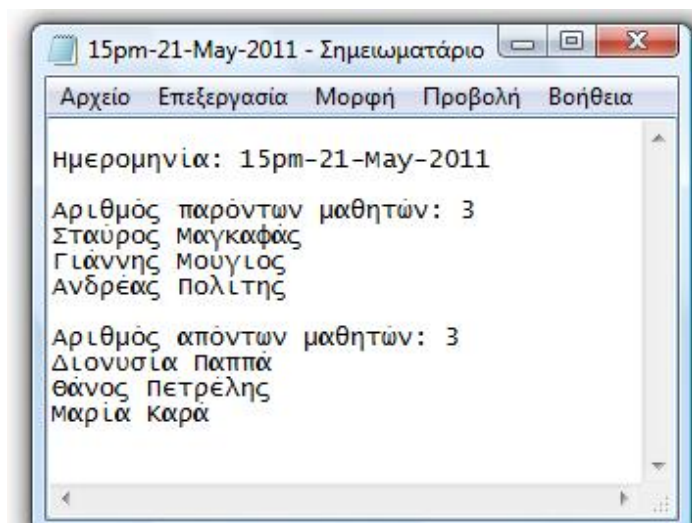 15pm-21-May-2011 - Σημειωματάριο
Αρχείο Επεξεργασία Μορφή Προβολή Βοήθεια
Ημερομηνία: 15pm-21-May-2011
Αριθμός παρόντων μαθητών: 3
Σταύρος Μαγκαφάς
Γιάννης Μουγιος
Ανδρέας Πολίτης
Αριθμός απόντων μαθητών: 3
Διονυσία Παππά
Θάνος Πετρέλης
Μαρία Καρά